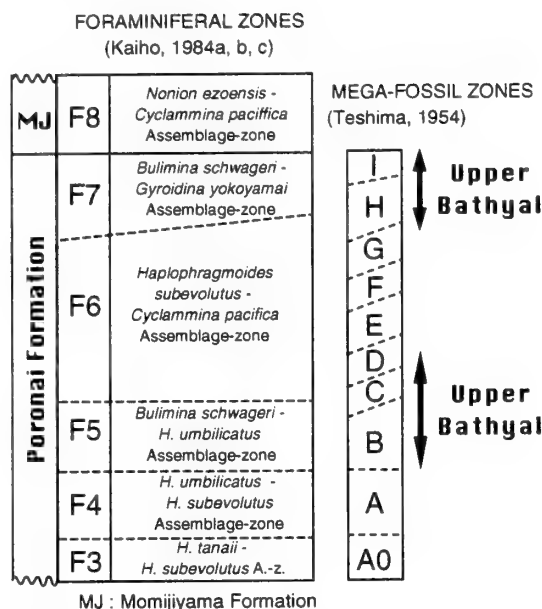 FORAMINIFERAL ZONES
(Kaiho, 1984a, b, c)
MEGA-FOSSIL ZONES
(Teshima, 1954)
MJ
F8
Nonion ezoensis -
Cyclammina paciffica
Assemblage-zone
Poronai Formation
F7
Bulimina schwageri -
Gyroidina yokoyamai
Assemblage-zone
F6
Haplophragmoides
subevolutus -
Cyclammina pacifica
Assemblage-zone
F5
Bulimina schwageri -
H. umbilicatus
Assemblage-zone
F4
H. umbilicatus -
H. subevolutus
Assemblage-zone
F3
H. tanaii -
H. subevolutus A.-z.
I
H
G
F
E
D
C
B
A
A0
Upper
Bathyal
Upper
Bathyal
MJ : Momijiyama Formation